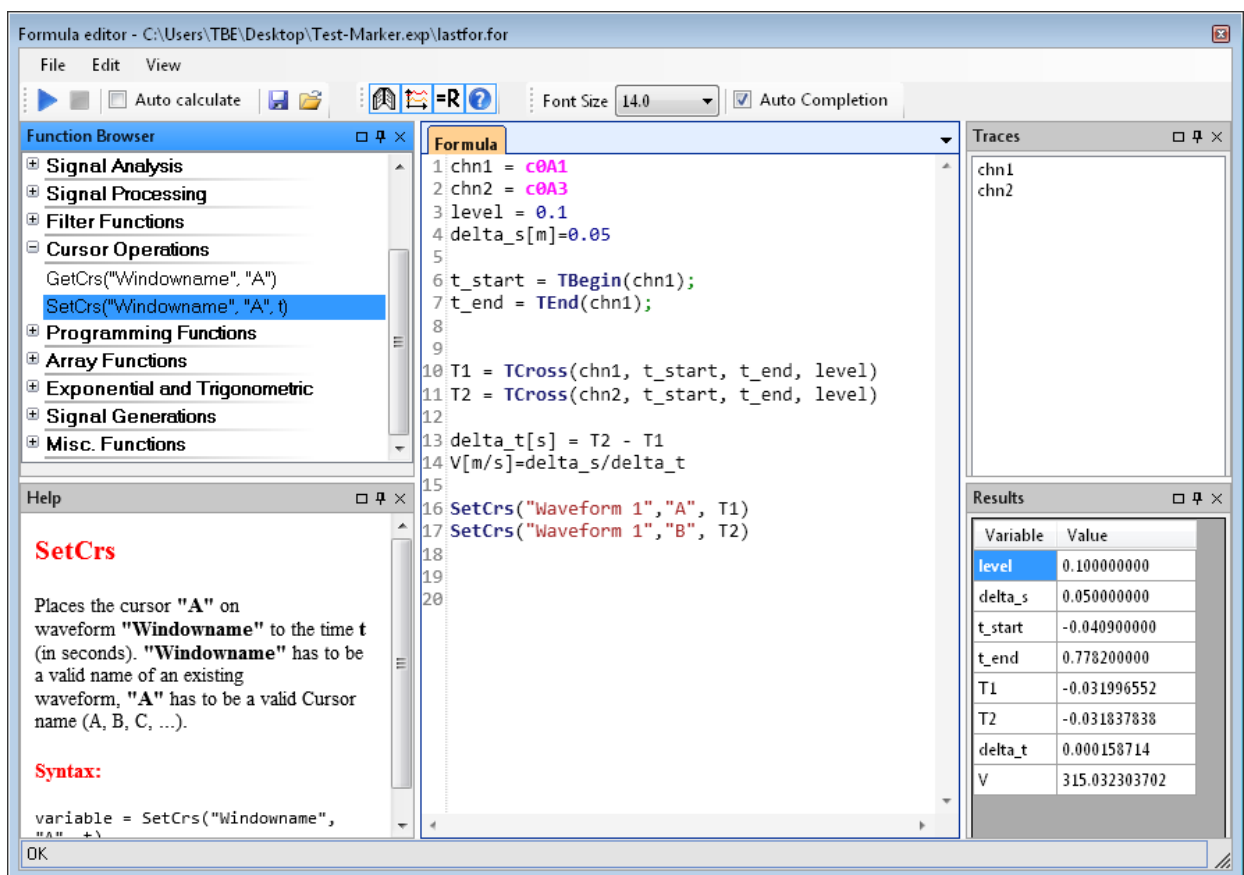 Formula editor - C:\Users\TBE\Desktop\Test-Marker.exp\lastfor.for
File Edit View
Auto calculate =R ? Font Size 14.0 Auto Completion
Function Browser
Signal Analysis
Signal Processing
Filter Functions
Cursor Operations
GetCrs("Windowname", "A")
SetCrs("Windowname", "A", t)
Programming Functions
Array Functions
Exponential and Trigonometric
Signal Generations
Misc. Functions
Help
SetCrs
Places the cursor "A" on
waveform "Windowname" to the time t
(in seconds). "Windowname" has to be
a valid name of an existing
waveform, "A" has to be a valid Cursor
name (A, B, C, ...).
Syntax:
variable = SetCrs("Windowname",
"A", t)
Formula
1 chn1 = c0A1
2 chn2 = c0A3
3 level = 0.1
4 delta_s[m]=0.05
5
6 t_start = TBegin(chn1);
7 t_end = TEnd(chn1);
8
9
10 T1 = TCross(chn1, t_start, t_end, level)
11 T2 = TCross(chn2, t_start, t_end, level)
12
13 delta_t[s] = T2 - T1
14 V[m/s]=delta_s/delta_t
15
16 SetCrs("Waveform 1","A", T1)
17 SetCrs("Waveform 1","B", T2)
18
19
20
Traces
chn1
chn2
Results
Variable Value
level 0.100000000
delta_s 0.050000000
t_start -0.040900000
t_end 0.778200000
T1 -0.031996552
T2 -0.031837838
delta_t 0.000158714
V 315.032303702
OK